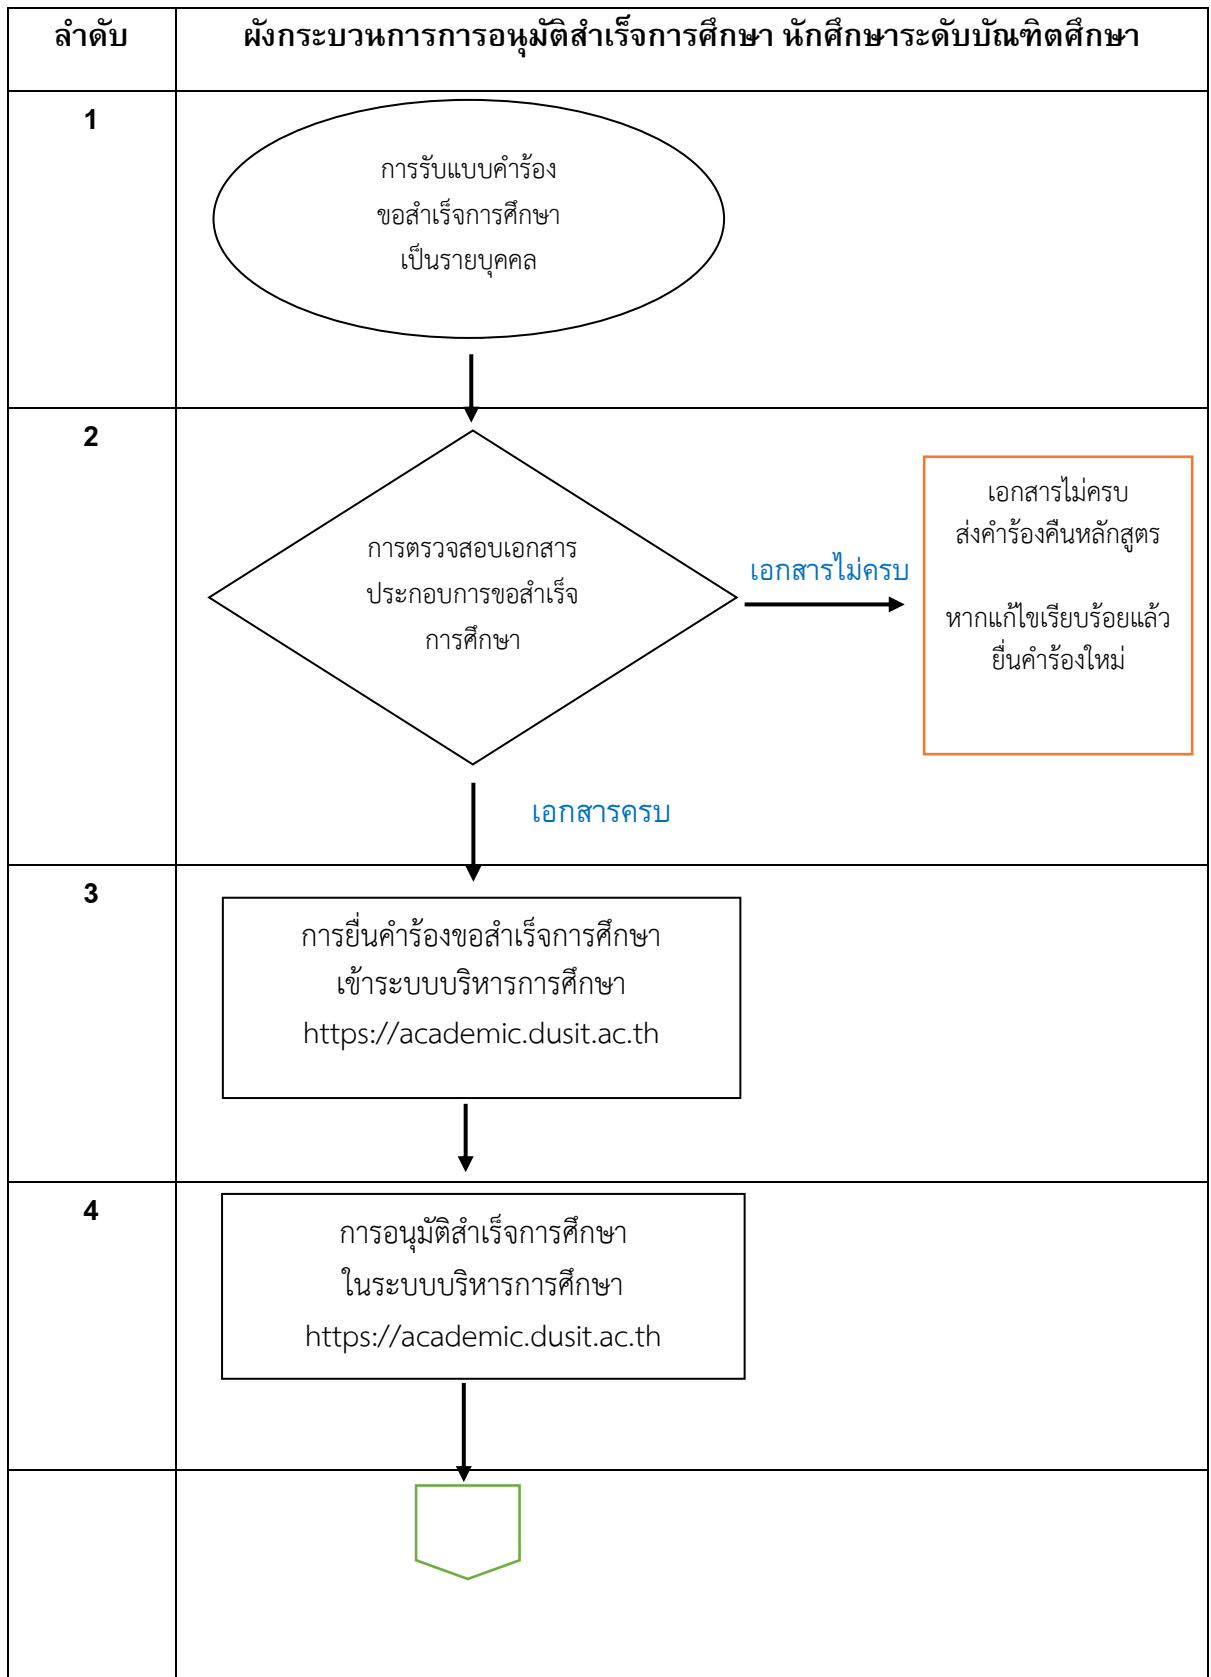 ลำดับ
ผังกระบวนการการอนุมัติสำเร็จการศึกษา นักศึกษาระดับบัณฑิตศึกษา
1
การรับแบบคำร้อง
ขอสำเร็จการศึกษา
เป็นรายบุคคล
2
การตรวจสอบเอกสาร
ประกอบการขอสำเร็จ
การศึกษา
เอกสารไม่ครบ
เอกสารไม่ครบ
ส่งคำร้องคืนหลักสูตร
หากแก้ไขเรียบร้อยแล้ว
ยื่นคำร้องใหม่
เอกสารครบ
3
การยื่นคำร้องขอสำเร็จการศึกษา
เข้าระบบบริหารการศึกษา
https://academic.dusit.ac.th
4
การอนุมัติสำเร็จการศึกษา
ในระบบบริหารการศึกษา
https://academic.dusit.ac.th